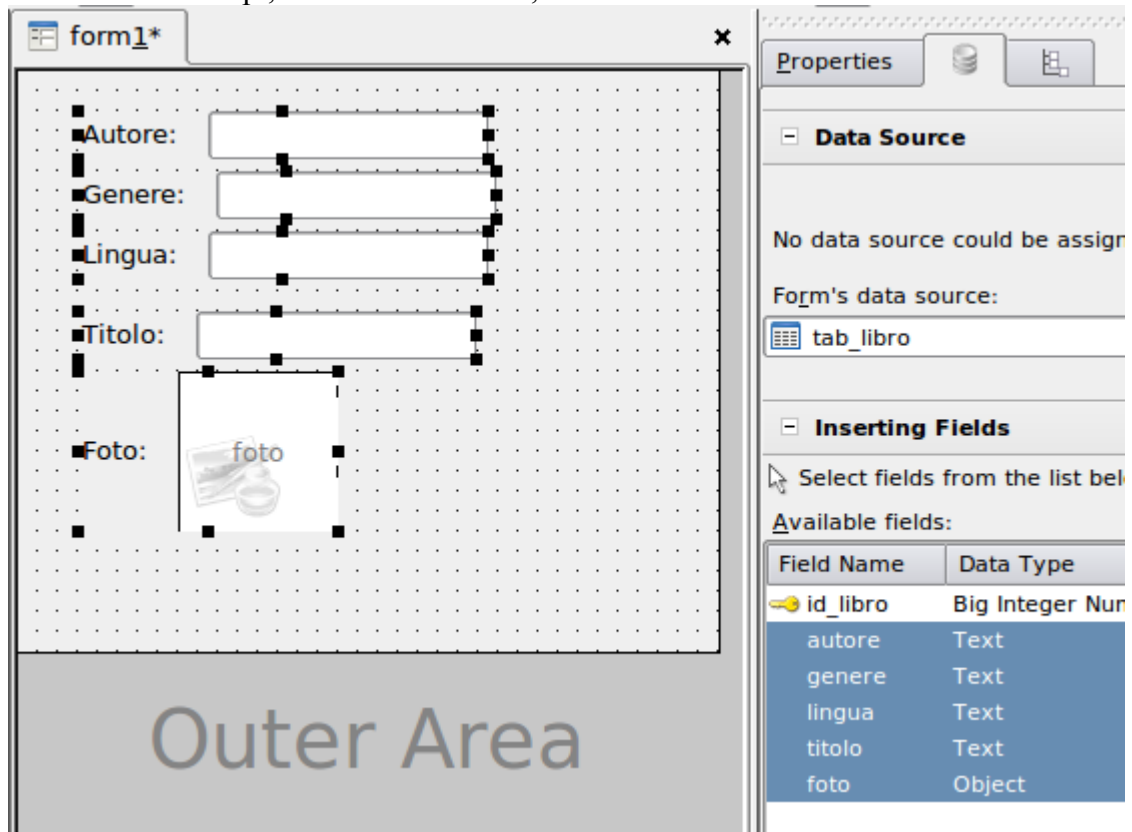 form1*
Autore:
Genere:
Lingua:
Titolo:
Foto:
foto
Outer Area
Properties
Data Source
No data source could be assign
Form's data source:
tab_libro
Inserting Fields
Select fields from the list bel
Available fields:
Field Name Data Type
id_libro Big Integer Num
autore Text
genere Text
lingua Text
titolo Text
foto Object